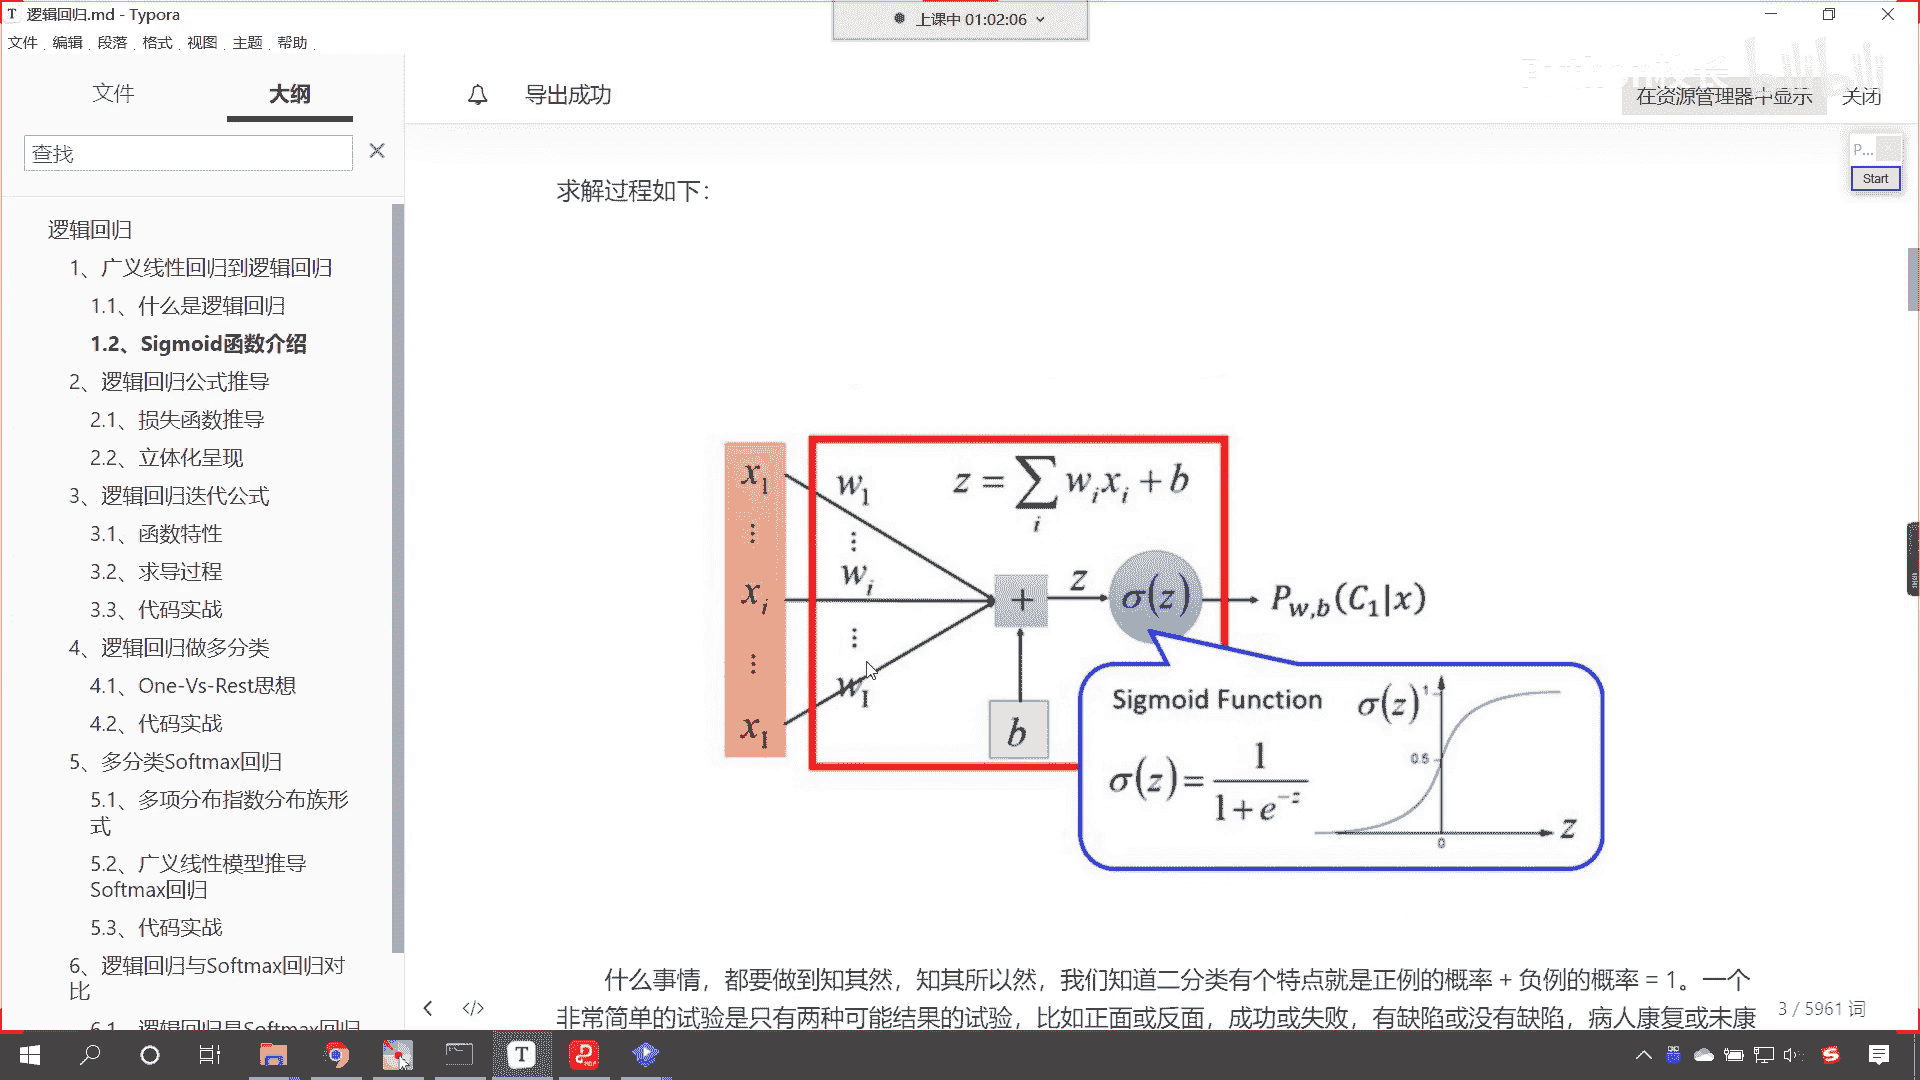 逻辑回归.md - Typora
上课中 01:02:06
文件 编辑 段落 格式 视图 主题 帮助
文件 大纲
导出成功
在资源管理器中显示 关闭
查找
P...
Start
求解过程如下：
逻辑回归
1、广义线性回归到逻辑回归
1.1、什么是逻辑回归
1.2、Sigmoid函数介绍
2、逻辑回归公式推导
2.1、损失函数推导
2.2、立体化呈现
3、逻辑回归迭代公式
3.1、函数特性
3.2、求导过程
3.3、代码实战
4、逻辑回归做多分类
4.1、One-Vs-Rest思想
4.2、代码实战
5、多分类Softmax回归
5.1、多项分布指数分布族形
式
5.2、广义线性模型推导
Softmax回归
5.3、代码实战
6、逻辑回归与Softmax回归对
比
6.1、逻辑回归是Softmax回归
x₁ ⋮ xᵢ ⋮ x_I
w₁ ⋮ wᵢ ⋮ w_I
z = ∑ᵢ wᵢxᵢ + b
+ z σ(z) P_{w,b}(C₁|x)
b
Sigmoid Function
σ(z) = 1 / (1 + e^{-z})
σ(z) 1 0.5 0 z
什么事情，都要做到知其然，知其所以然，我们知道二分类有个特点就是正例的概率 + 负例的概率 = 1。一个
非常简单的试验是只有两种可能结果的试验，比如正面或反面，成功或失败，有缺陷或没有缺陷，病人康复或未康
3 / 5961 词